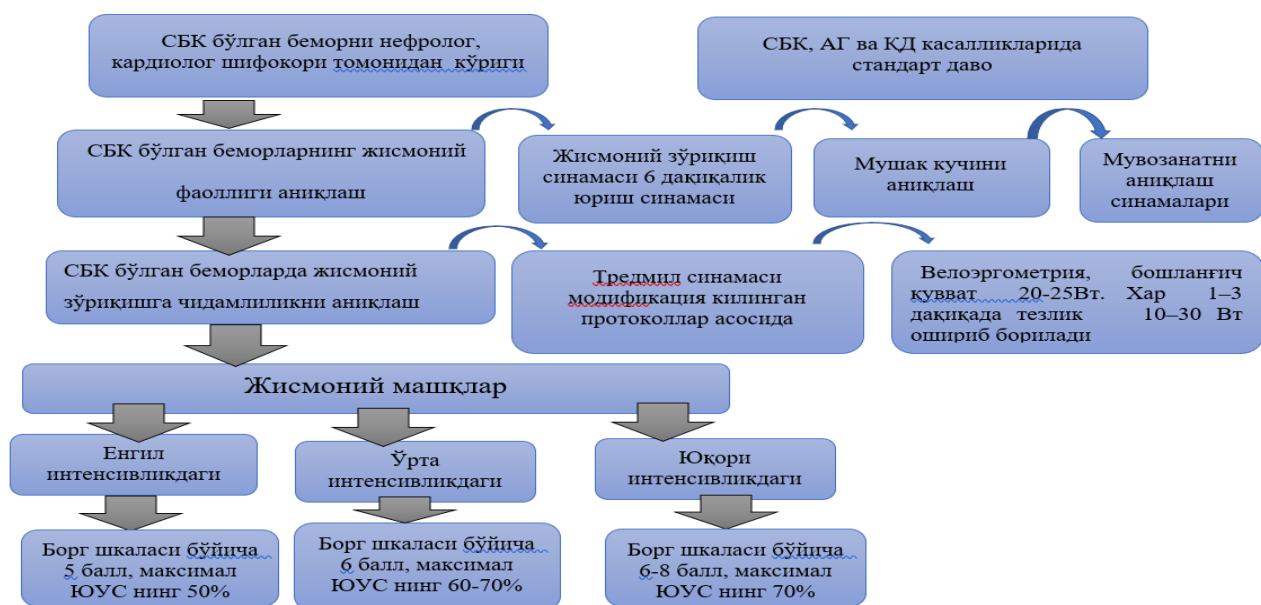 СБК бўлган беморни нефролог,
кардиолог шифокори томонидан кўриги
СБК, АГ ва ҚД касалликларида
стандарт даво
СБК бўлган беморларнинг жисмоний
фаоллиги аниқлаш
Жисмоний зўриқиш
синамаси 6 дақиқалик
юриш синамаси
Мушак кучини
аниқлаш
Мувозанатни
аниқлаш
синамалари
СБК бўлган беморларда жисмоний
зўриқишга чидамлиликни аниқлаш
Тредмил синамаси
модификация килинган
протоколлар асосида
Велоэргометрия, бошланғич
қувват 20-25Вт. Хар 1–3
дақиқада тезлик 10–30 Вт
ошириб борилади
Жисмоний машқлар
Енгил
интенсивликдаги
Ўрта
интенсивликдаги
Юқори
интенсивликдаги
Борг шкаласи бўйича
5 балл, максимал
ЮУС нинг 50%
Борг шкаласи бўйича
6 балл, максимал
ЮУС нинг 60-70%
Борг шкаласи бўйича
6-8 балл, максимал
ЮУС нинг 70%